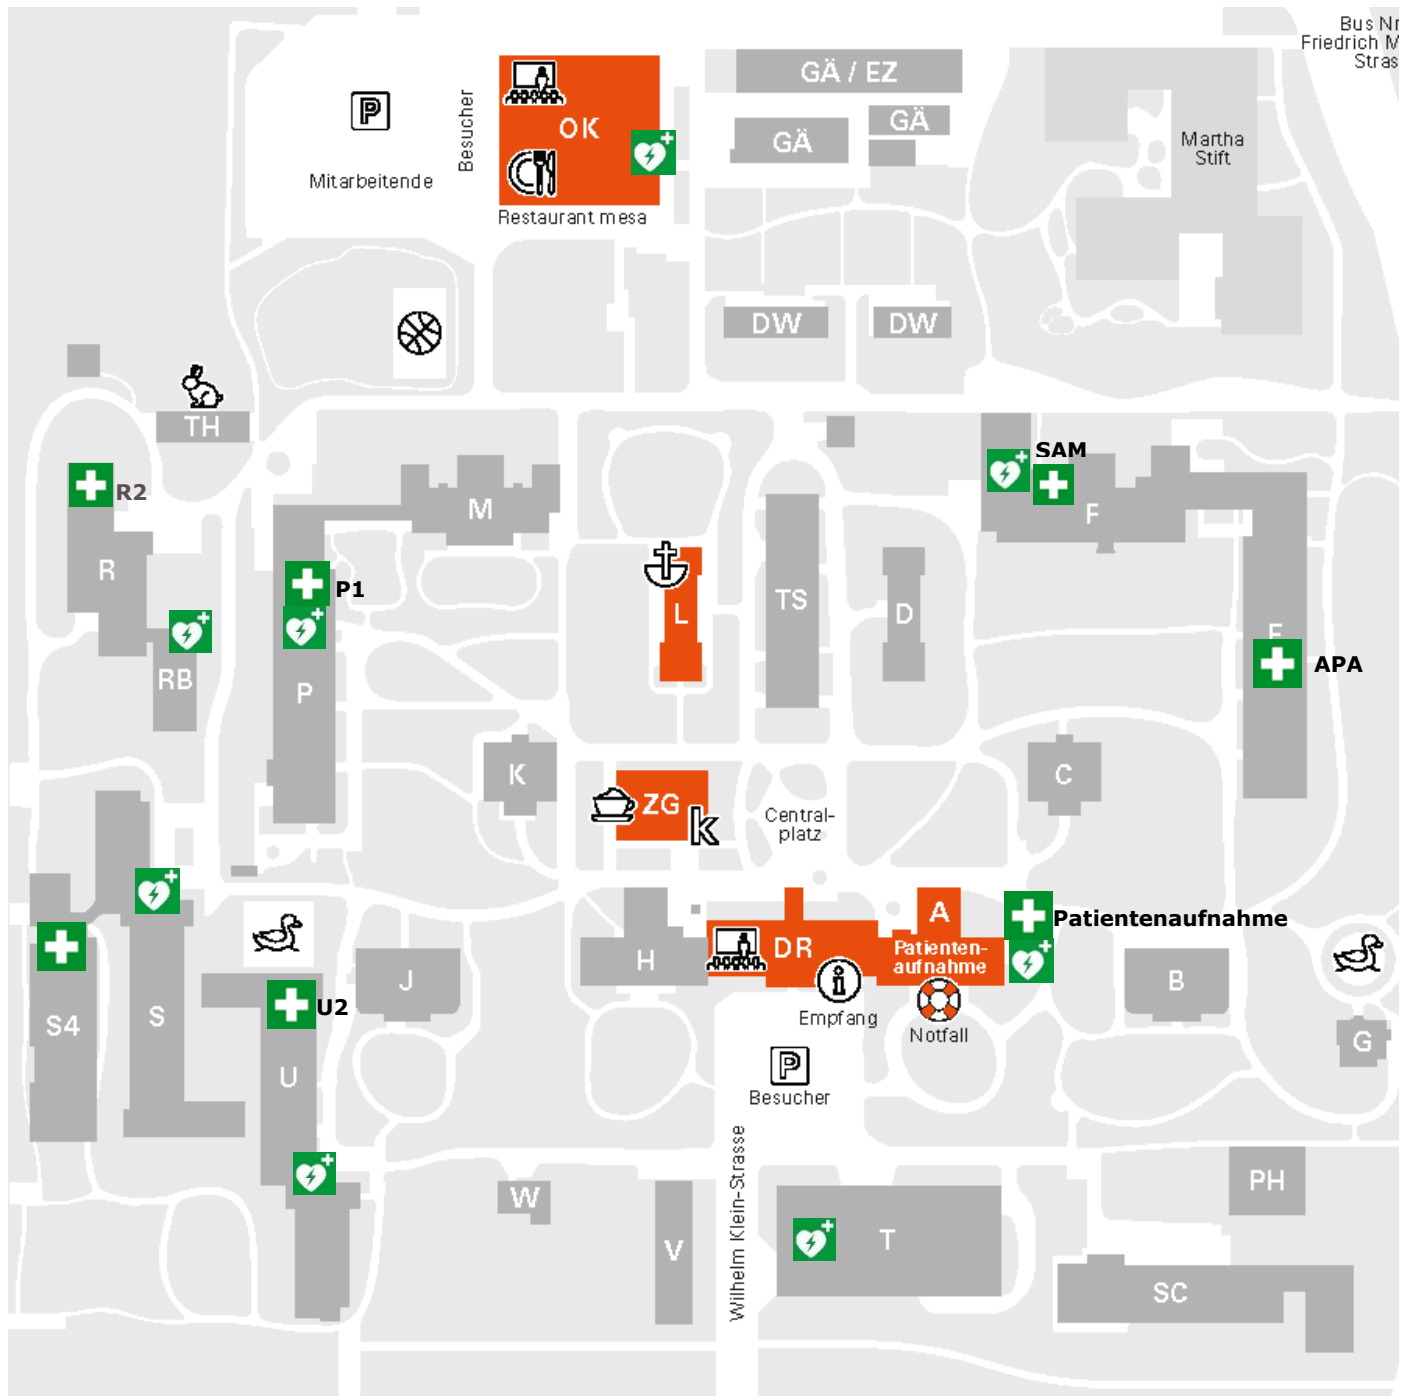 Bus Nr
Friedrich M
Stras
GÄ / EZ
P
Besucher
OK
GÄ
GÄ
Martha
Stift
Mitarbeitende
Restaurant mesa
DW
DW
TH
SAM
R2
M
F
R
P1
L
TS
D
E
APA
RB
P
K
ZG
k
C
Central-
platz
A
Patientenaufnahme
DR
Patienten-
aufnahme
H
J
B
S
S4
U2
Empfang
Notfall
G
U
P
Besucher
Wilhelm Klein-Strasse
W
PH
V
T
SC